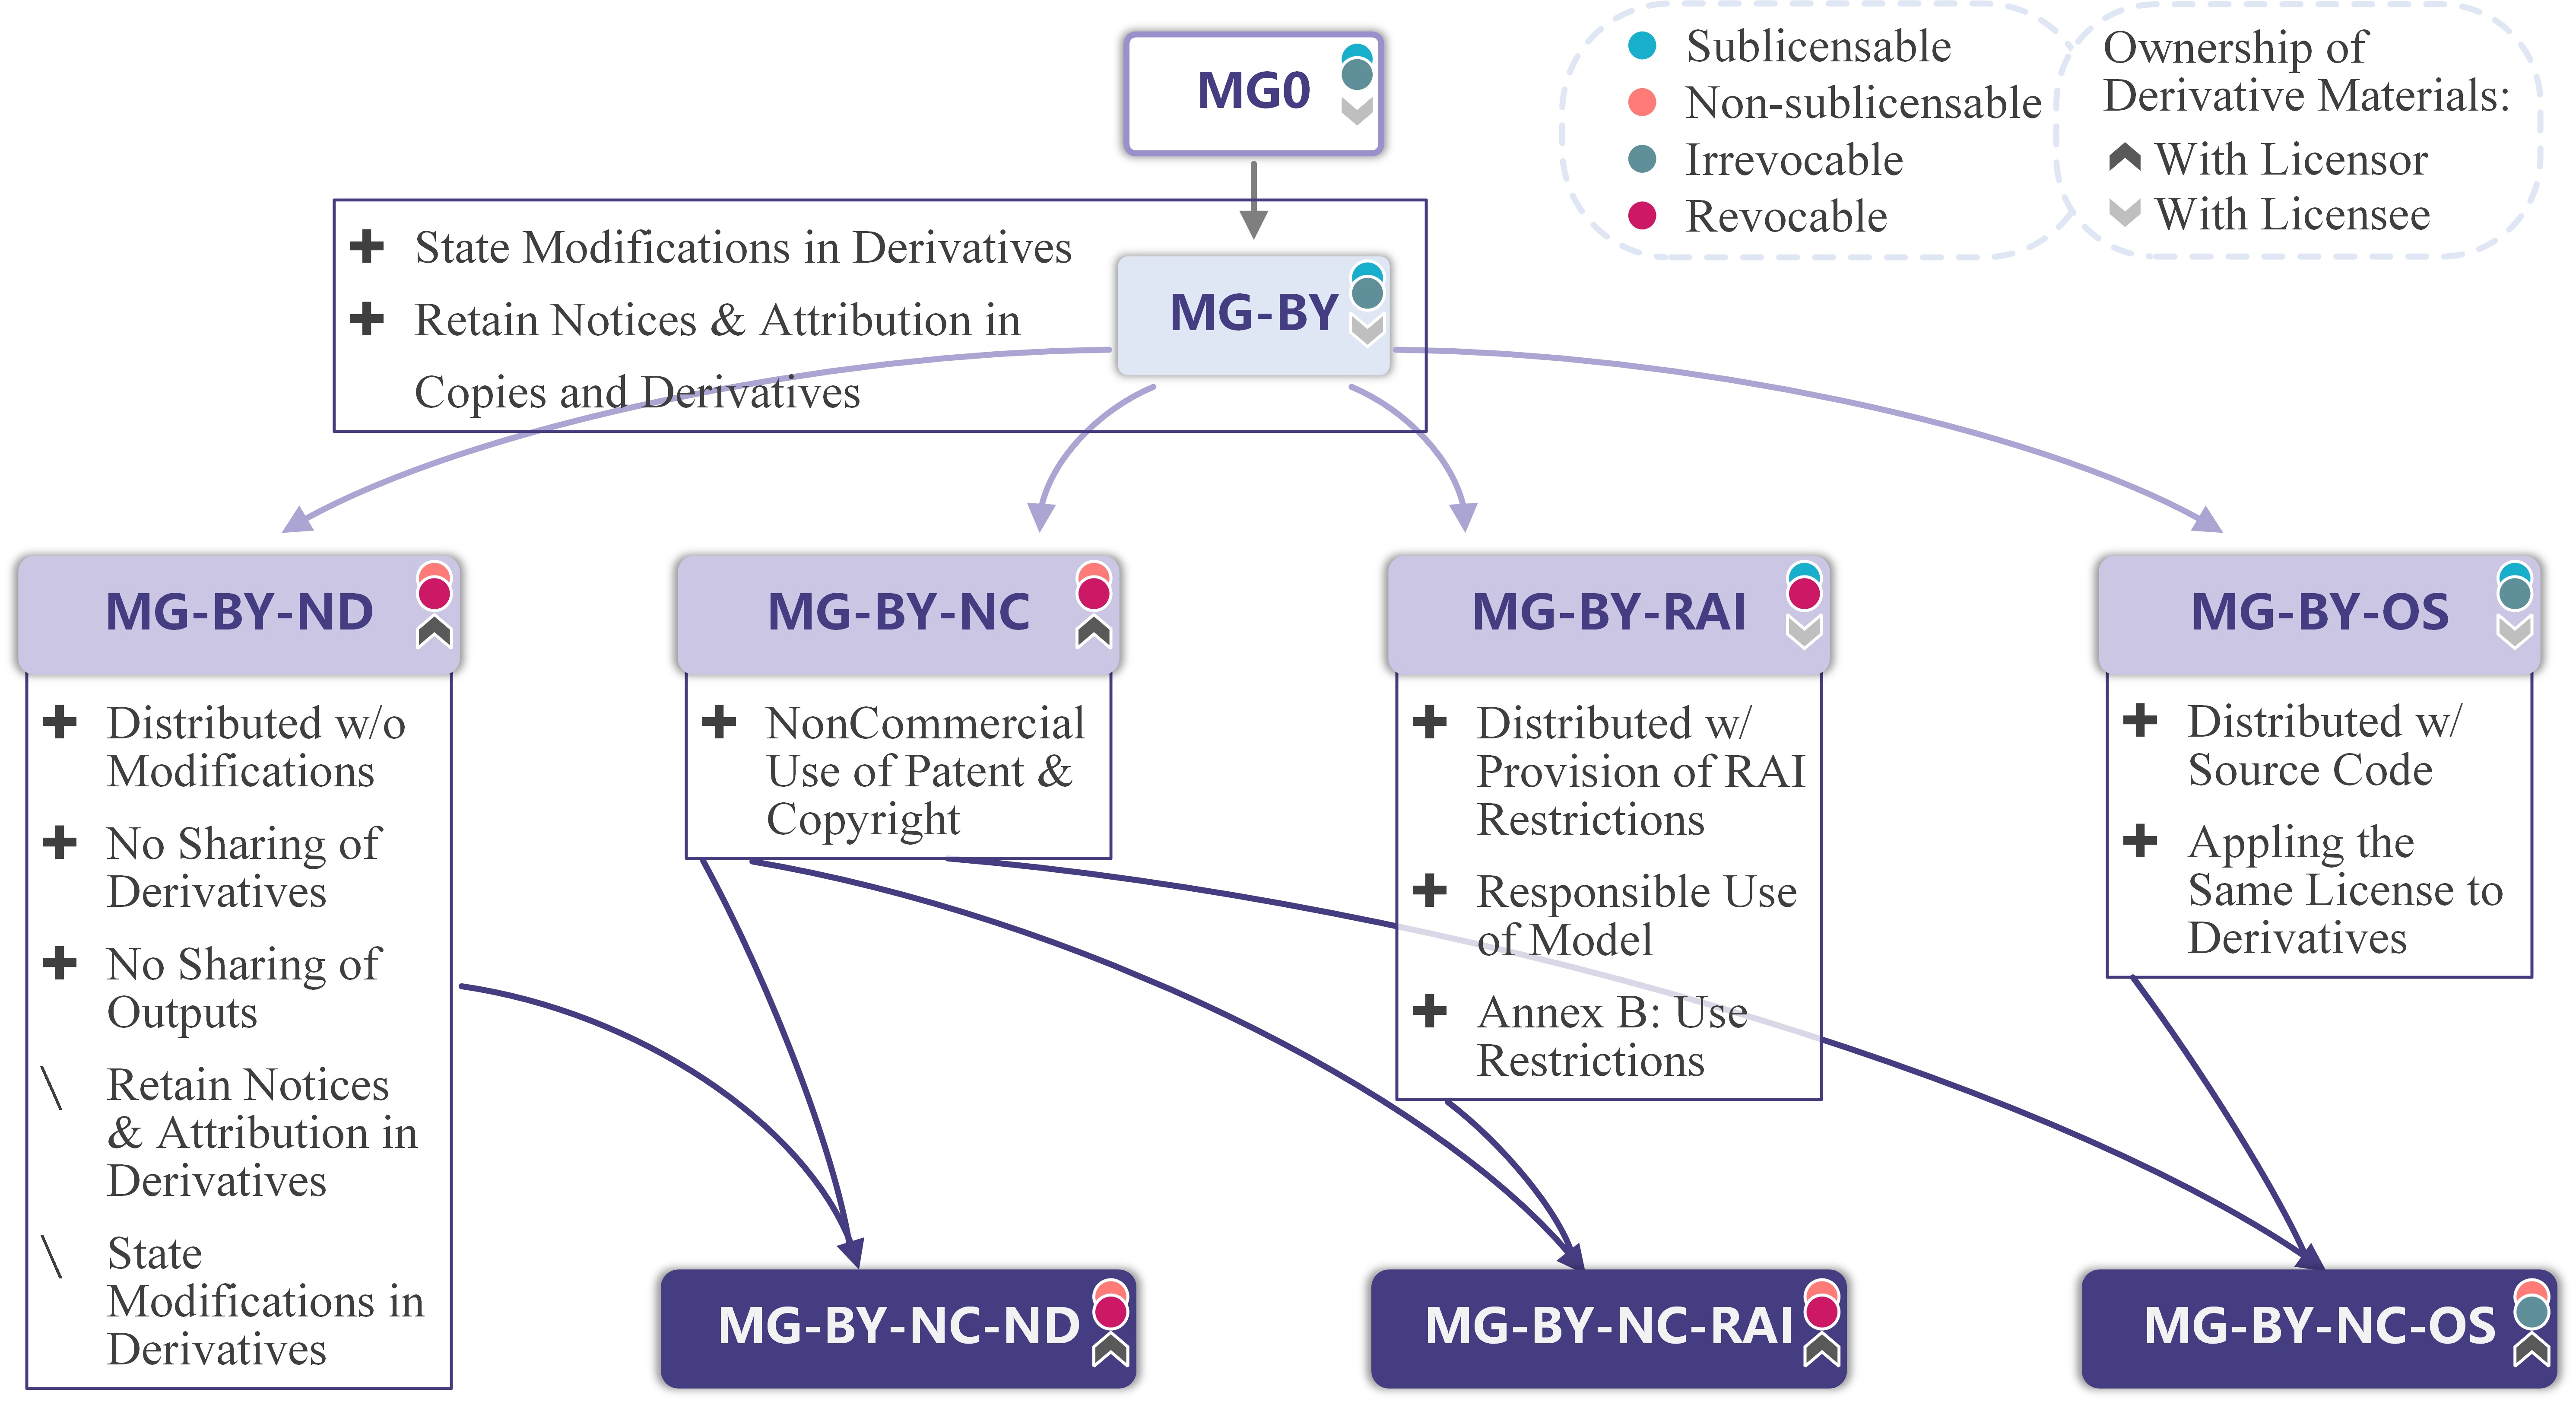 MG0
Sublicensable
Non-sublicensable
Irrevocable
Revocable
Ownership of
Derivative Materials:
With Licensor
With Licensee
State Modifications in Derivatives
Retain Notices & Attribution in
Copies and Derivatives
MG-BY
MG-BY-ND
Distributed w/o
Modifications
No Sharing of
Derivatives
No Sharing of
Outputs
\ Retain Notices
& Attribution in
Derivatives
\ State
Modifications in
Derivatives
MG-BY-NC
NonCommercial
Use of Patent &
Copyright
MG-BY-RAI
Distributed w/
Provision of RAI
Restrictions
Responsible Use
of Model
Annex B: Use
Restrictions
MG-BY-OS
Distributed w/
Source Code
Appling the
Same License to
Derivatives
MG-BY-NC-ND
MG-BY-NC-RAI
MG-BY-NC-OS